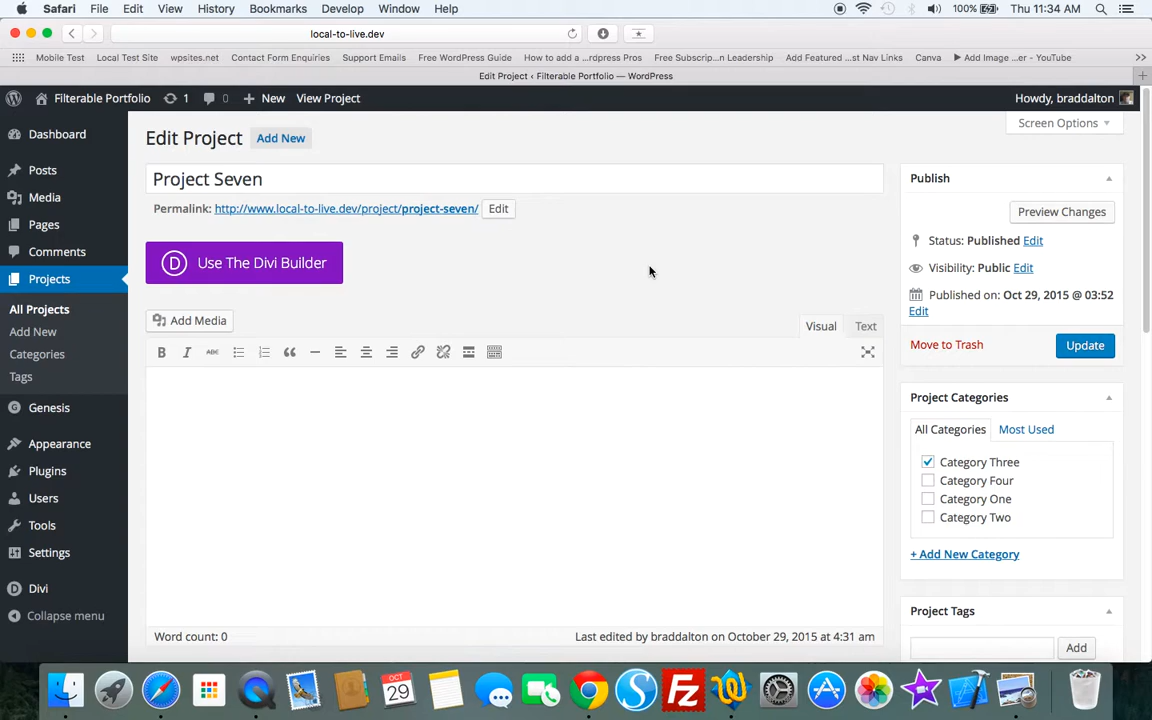 Safari File Edit View History Bookmarks Develop Window Help 100% Thu 11:34 AM
local-to-live.dev
Mobile Test Local Test Site wpsites.net Contact Form Enquiries Support Emails Free WordPress Guide How to add a ...rdpress Pros Free Subscrip...n Leadership Add Featured ...st Nav Links Canva ▶ Add Image ...er - YouTube >>
Edit Project ‹ Filterable Portfolio — WordPress +
Filterable Portfolio 1 0 + New View Project Howdy, braddalton
Screen Options
Edit Project Add New
Project Seven
Permalink: http://www.local-to-live.dev/project/project-seven/ Edit
D Use The Divi Builder
Add Media
Visual Text
B I ABC
Word count: 0 Last edited by braddalton on October 29, 2015 at 4:31 am
Dashboard
Posts
Media
Pages
Comments
Projects
All Projects
Add New
Categories
Tags
Genesis
Appearance
Plugins
Users
Tools
Settings
D Divi
Collapse menu
Publish
Preview Changes
Status: Published Edit
Visibility: Public Edit
Published on: Oct 29, 2015 @ 03:52
Edit
Move to Trash Update
Project Categories
All Categories Most Used
Category Three
Category Four
Category One
Category Two
+ Add New Category
Project Tags
Add
OCT
29
FZ